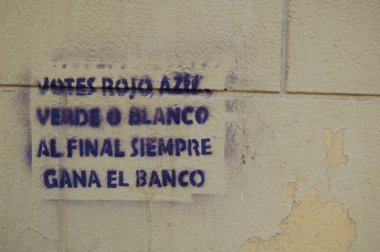 VOTES ROJO, AZUL,
VERDE O BLANCO
AL FINAL SIEMPRE
GANA EL BANCO